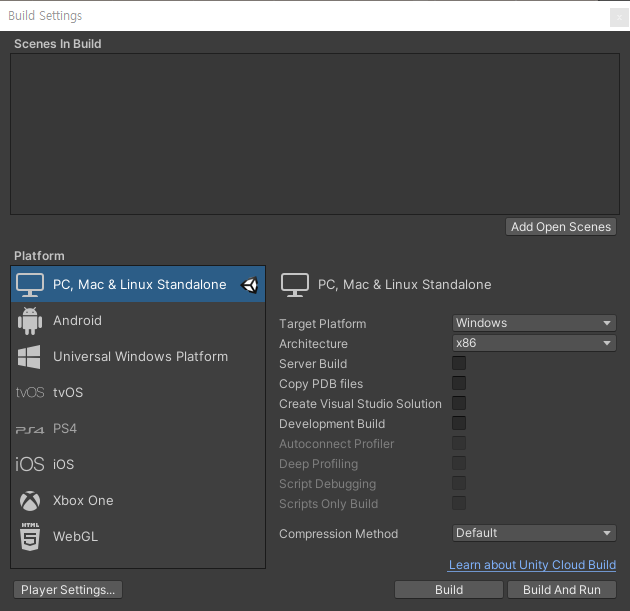 Build Settings
Scenes In Build
Add Open Scenes
Platform
PC, Mac & Linux Standalone
Android
Universal Windows Platform
tvOS tvOS
PS4 PS4
iOS iOS
Xbox One
HTML 5 WebGL
PC, Mac & Linux Standalone
Target Platform Windows
Architecture x86
Server Build
Copy PDB files
Create Visual Studio Solution
Development Build
Autoconnect Profiler
Deep Profiling
Script Debugging
Scripts Only Build
Compression Method Default
Learn about Unity Cloud Build
Player Settings... Build Build And Run